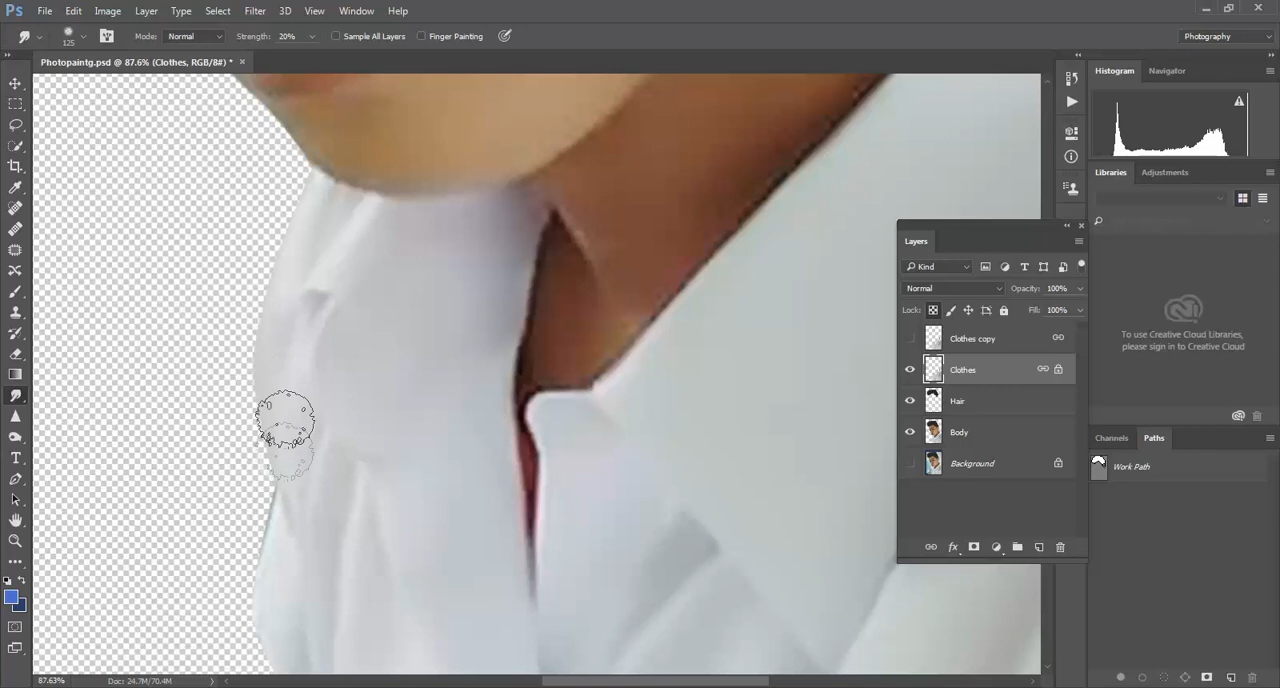 Ps File Edit Image Layer Type Select Filter 3D View Window Help
125 Mode: Normal Strength: 20% Sample All Layers Finger Painting Photography
Photopaintg.psd @ 87.6% (Clothes, RGB/8#) * ×
Histogram Navigator
Libraries Adjustments
Layers
Kind
Normal Opacity: 100%
Lock: Fill: 100%
Clothes copy
Clothes
Hair
Body
Background
To use Creative Cloud Libraries,
please sign in to Creative Cloud
Channels Paths
Work Path
87.63% Doc: 24.7M/70.4M